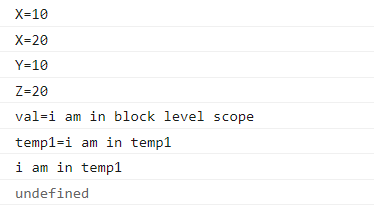 X=10
X=20
Y=10
Z=20
val=i am in block level scope
temp1=i am in temp1
i am in temp1
undefined